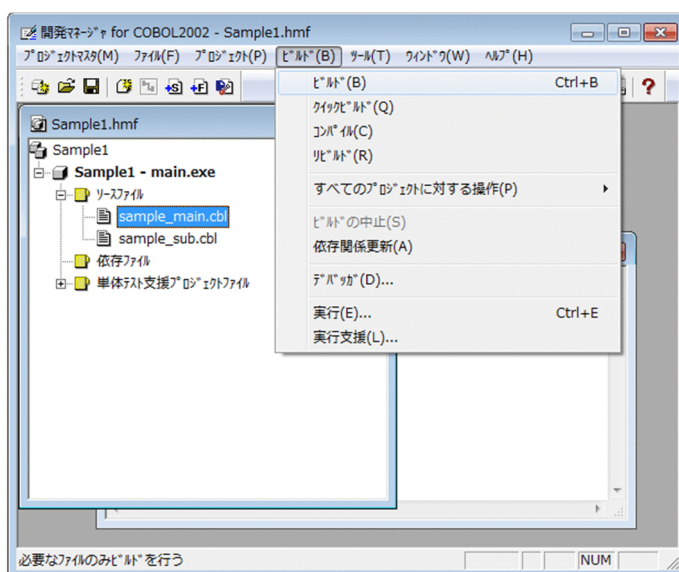 開発ﾏﾈｰｼﾞｬ for COBOL2002 - Sample1.hmf
ﾌﾟﾛｼﾞｪｸﾄﾏｽﾀ(M) ﾌｧｲﾙ(F) ﾌﾟﾛｼﾞｪｸﾄ(P) ﾋﾞﾙﾄﾞ(B) ﾂｰﾙ(T) ｳｨﾝﾄﾞｳ(W) ﾍﾙﾌﾟ(H)
ﾋﾞﾙﾄﾞ(B) Ctrl+B
ｸｲｯｸﾋﾞﾙﾄﾞ(Q)
ｺﾝﾊﾟｲﾙ(C)
ﾘﾋﾞﾙﾄﾞ(R)
すべてのﾌﾟﾛｼﾞｪｸﾄに対する操作(P)
ﾋﾞﾙﾄﾞの中止(S)
依存関係更新(A)
ﾃﾞﾊﾞｯｶﾞ(D)...
実行(E)... Ctrl+E
実行支援(L)...
Sample1.hmf
Sample1
Sample1 - main.exe
ｿｰｽﾌｧｲﾙ
sample_main.cbl
sample_sub.cbl
依存ﾌｧｲﾙ
単体ﾃｽﾄ支援ﾌﾟﾛｼﾞｪｸﾄﾌｧｲﾙ
必要なﾌｧｲﾙのみﾋﾞﾙﾄﾞを行う NUM